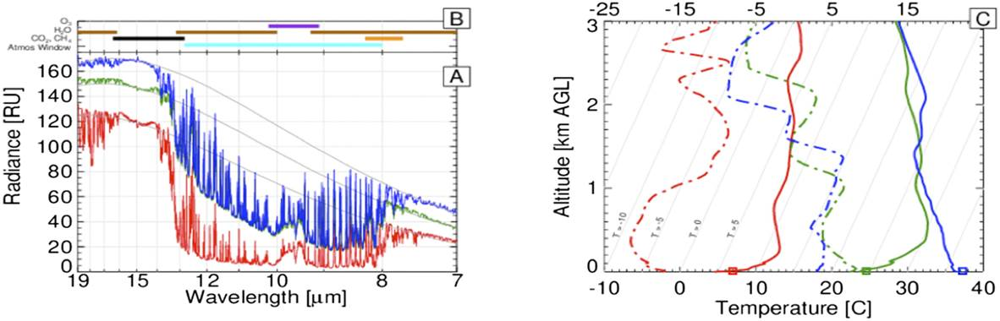 O3
H2O
CO2, CH4
Atmos Window
B
A
160
140
120
100
80
60
40
20
0
Radiance [RU]
19 15 12 10 8 7
Wavelength [μm]
-25 -5 5 15
C
3
2
1
0
Altitude [km AGL]
T = -10 T = -5 T = 0 T = 5
-10 0 10 20 30 40
Temperature [C]